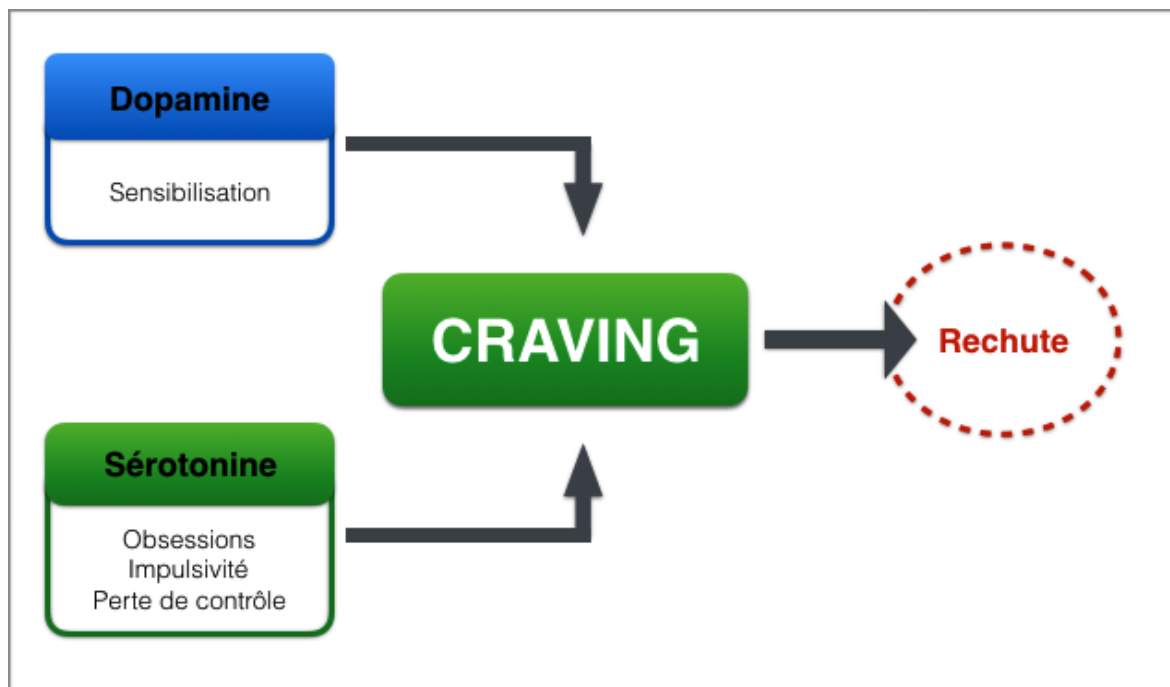 Dopamine
Sensibilisation
CRAVING
Rechute
Sérotonine
Obsessions
Impulsivité
Perte de contrôle